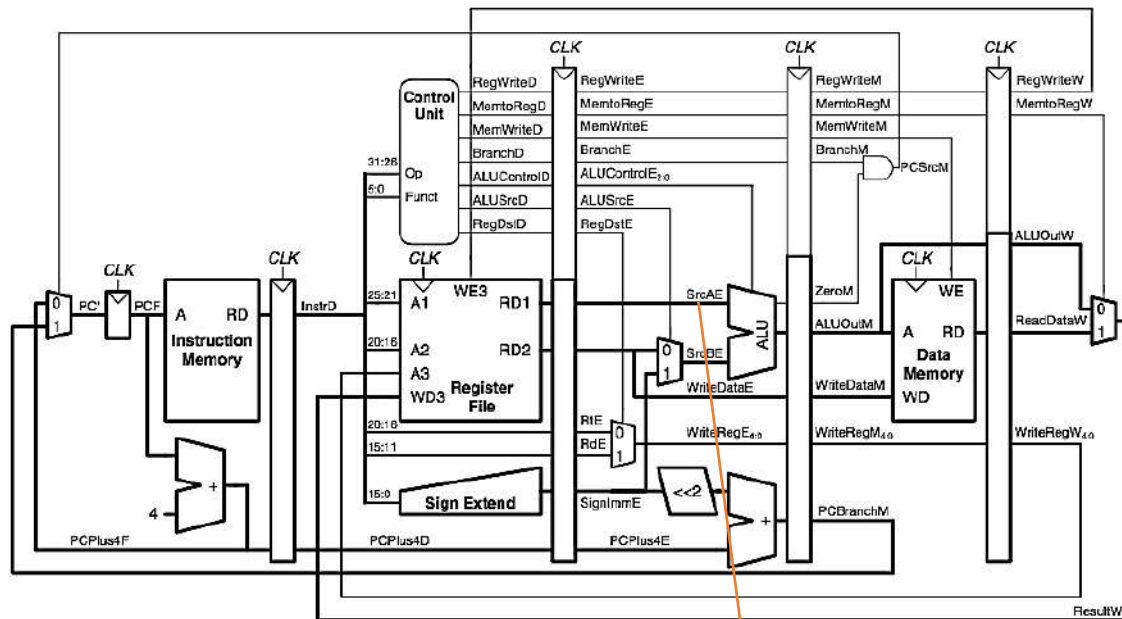 CLK CLK CLK
RegWriteD RegWriteE RegWriteM RegWriteW
Control Unit
MemtoRegD MemtoRegE MemtoRegM MemtoRegW
MemWriteD MemWriteE MemWriteM
BranchD BranchE BranchM
31:26 Op PCSrcM
ALUControlD ALUControlE2:0
5:0 Funct
ALUSrcD ALUSrcE
RegDstD RegDstE
CLK CLK CLK CLK
ALUOutW
0 1 PC' PCF A RD InstrD 25:21 A1 WE3 RD1 SrcAE ZeroM WE 0 1
Instruction Memory
20:16 A2 RD2 0 1 SrcBE ALU ALUOutM A RD ReadDataW
Data Memory
A3
WD3 Register File WriteDataE WriteDataM WD
20:16 RtE 0
15:11 RdE 1 WriteRegE4:0 WriteRegM4:0 WriteRegW4:0
+ 15:0 Sign Extend SignImmE <<2
4 + PCBranchM
PCPlus4F PCPlus4D PCPlus4E
ResultW